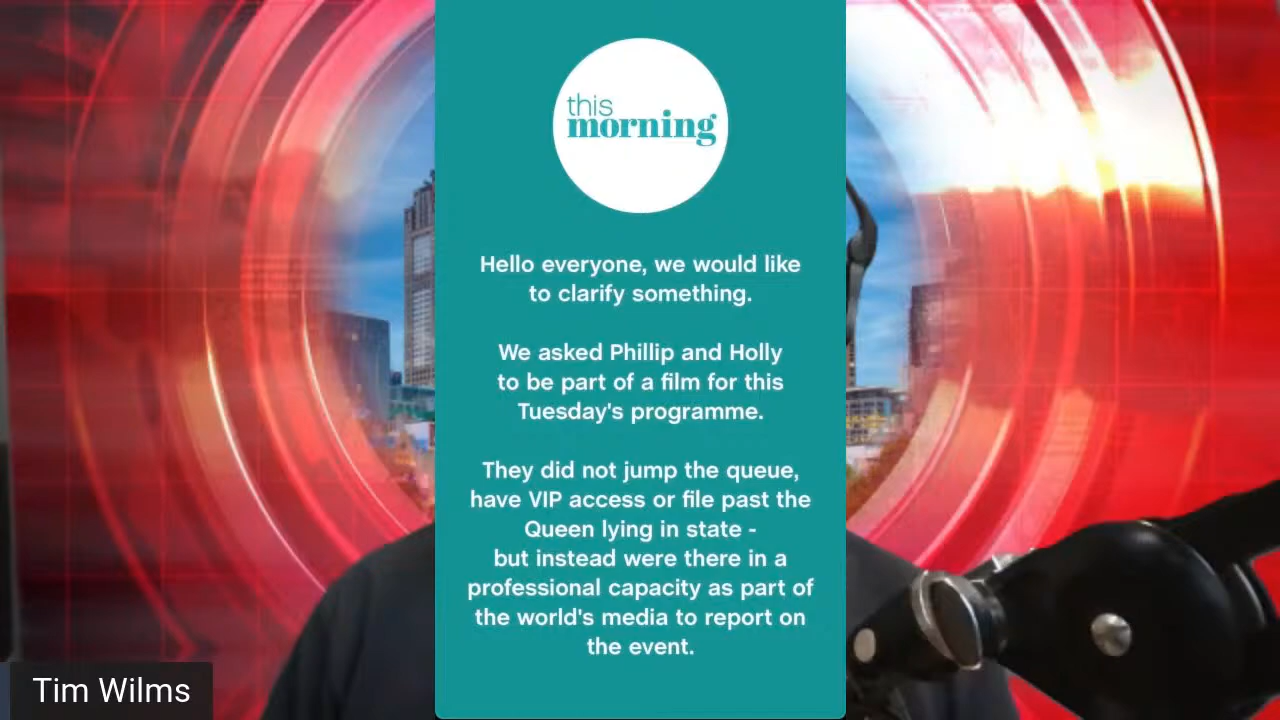 this
morning
Hello everyone, we would like
to clarify something.
We asked Phillip and Holly
to be part of a film for this
Tuesday's programme.
They did not jump the queue,
have VIP access or file past the
Queen lying in state -
but instead were there in a
professional capacity as part of
the world's media to report on
the event.
Tim Wilms